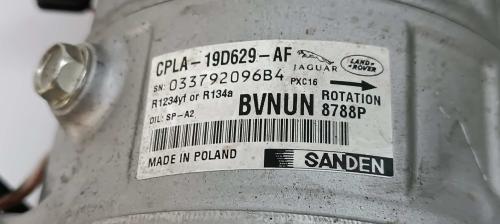 CPLA-19D629-AF
JAGUAR
LAND ROVER
SN: 033792096B4
PXC16
R1234yf or R134a
BVNUN
ROTATION
8788P
OIL: SP-A2
MADE IN POLAND
SANDEN